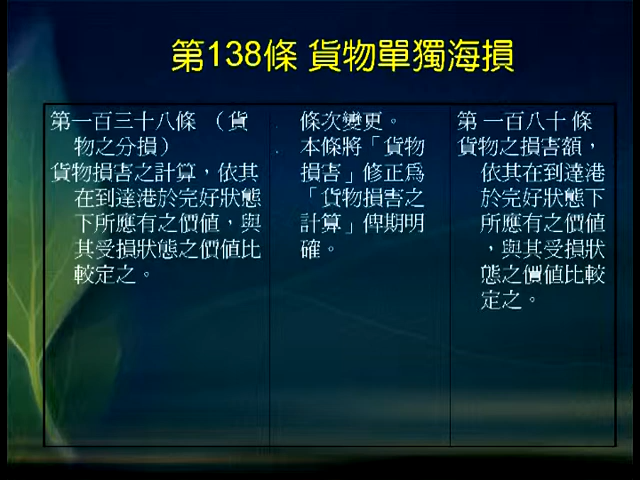 第138條 貨物單獨海損
第一百三十八條 （貨
物之分損）
貨物損害之計算，依其
在到達港於完好狀態
下所應有之價值，與
其受損狀態之價值比
較定之。
條次變更。
本條將「貨物
損害」修正為
「貨物損害之
計算」俾期明
確。
第 一百八十 條
貨物之損害額，
依其在到達港
於完好狀態下
所應有之價值
，與其受損狀
態之價值比較
定之。